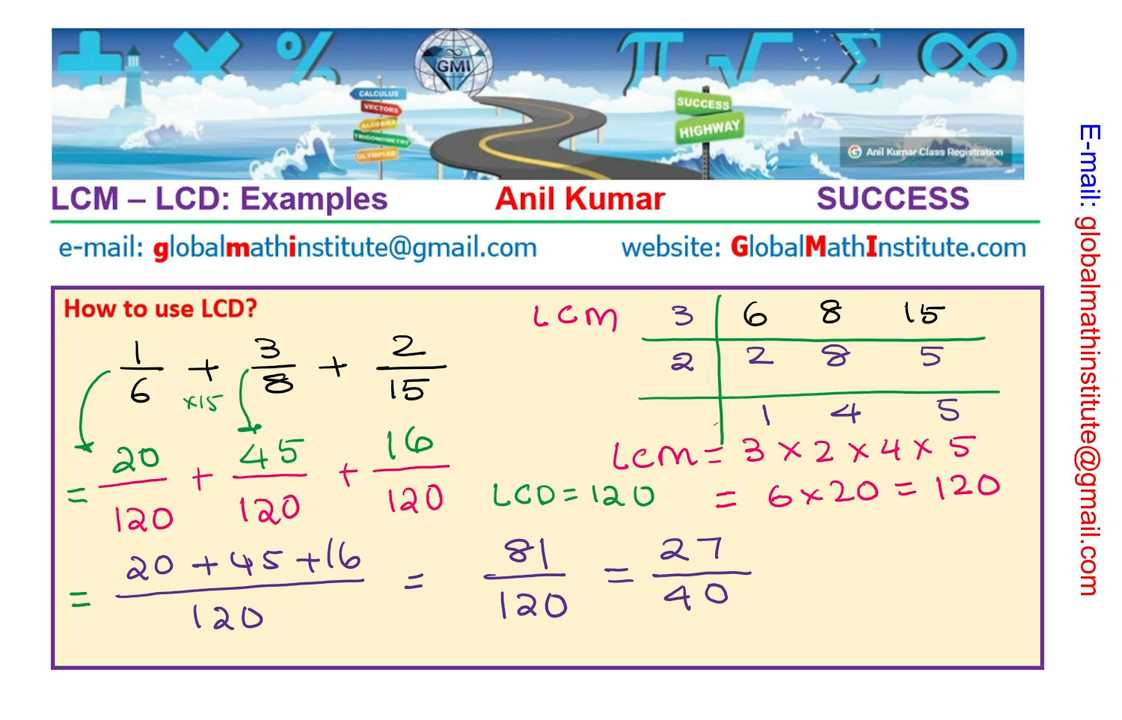 GMI
CALCULUS
VECTORS
ALGEBRA
TRIGONOMETRY
OLYMPIAD
SUCCESS
HIGHWAY
Anil Kumar Class Registration
LCM – LCD: Examples Anil Kumar SUCCESS
e-mail: globalmathinstitute@gmail.com website: GlobalMathInstitute.com
E-mail: globalmathinstitute@gmail.com
How to use LCD?
1/6 + 3/8 + 2/15
×15
= 20/120 + 45/120 + 16/120
LCD = 120
= (20 + 45 + 16)/120 = 81/120 = 27/40
LCM 3 | 6 8 15
2 | 2 8 5
1 4 5
LCM = 3 × 2 × 4 × 5
= 6 × 20 = 120